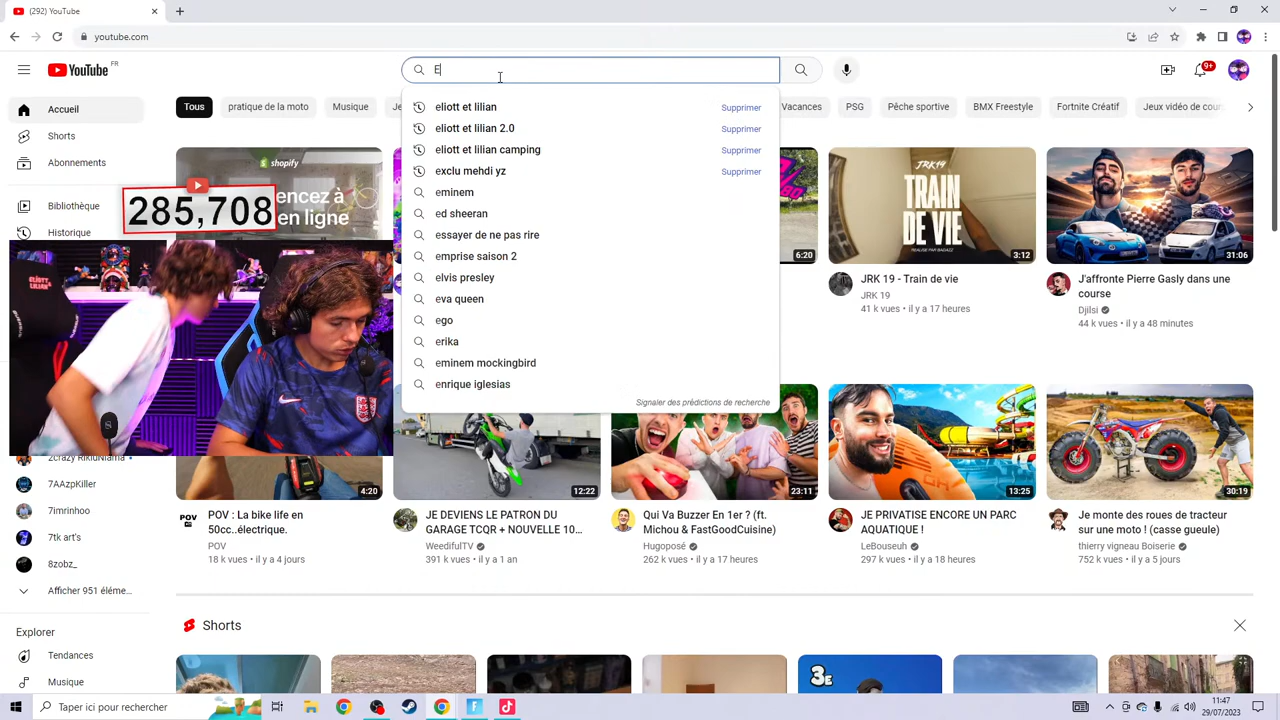 YouTube
youtube.com
YouTube FR
E
9+
Accueil
Shorts
Abonnements
Bibliothèque
Historique
285,708
Tous
pratique de la moto
Musique
Vacances
PSG
Pêche sportive
BMX Freestyle
Fortnite Créatif
Jeux vidéo de cour
eliott et lilian
Supprimer
eliott et lilian 2.0
Supprimer
eliott et lilian camping
Supprimer
exclu mehdi yz
Supprimer
eminem
ed sheeran
essayer de ne pas rire
emprise saison 2
elvis presley
eva queen
ego
erika
eminem mockingbird
enrique iglesias
Signaler des prédictions de recherche
shopify
encez à
en ligne
6:20
JRK19
TRAIN
DE VIE
3:12
JRK 19 - Train de vie
JRK 19
41 k vues • il y a 17 heures
31:06
J'affronte Pierre Gasly dans une
course
Djilsi
44 k vues • il y a 48 minutes
4:20
POV : La bike life en
50cc..électrique.
POV
18 k vues • il y a 4 jours
12:22
JE DEVIENS LE PATRON DU
GARAGE TCQR + NOUVELLE 10...
WeedifulTV
391 k vues • il y a 1 an
23:11
Qui Va Buzzer En 1er ? (ft.
Michou & FastGoodCuisine)
Hugoposé
262 k vues • il y a 17 heures
13:25
JE PRIVATISE ENCORE UN PARC
AQUATIQUE !
LeBouseuh
297 k vues • il y a 18 heures
30:19
Je monte des roues de tracteur
sur une moto ! (casse gueule)
thierry vigneau Boiserie
752 k vues • il y a 5 jours
7AAzpKiller
7imrinhoo
7tk art's
8zobz_
Afficher 951 éléme...
Explorer
Tendances
Musique
Shorts
3E
Taper ici pour rechercher
11:47
29/07/2023